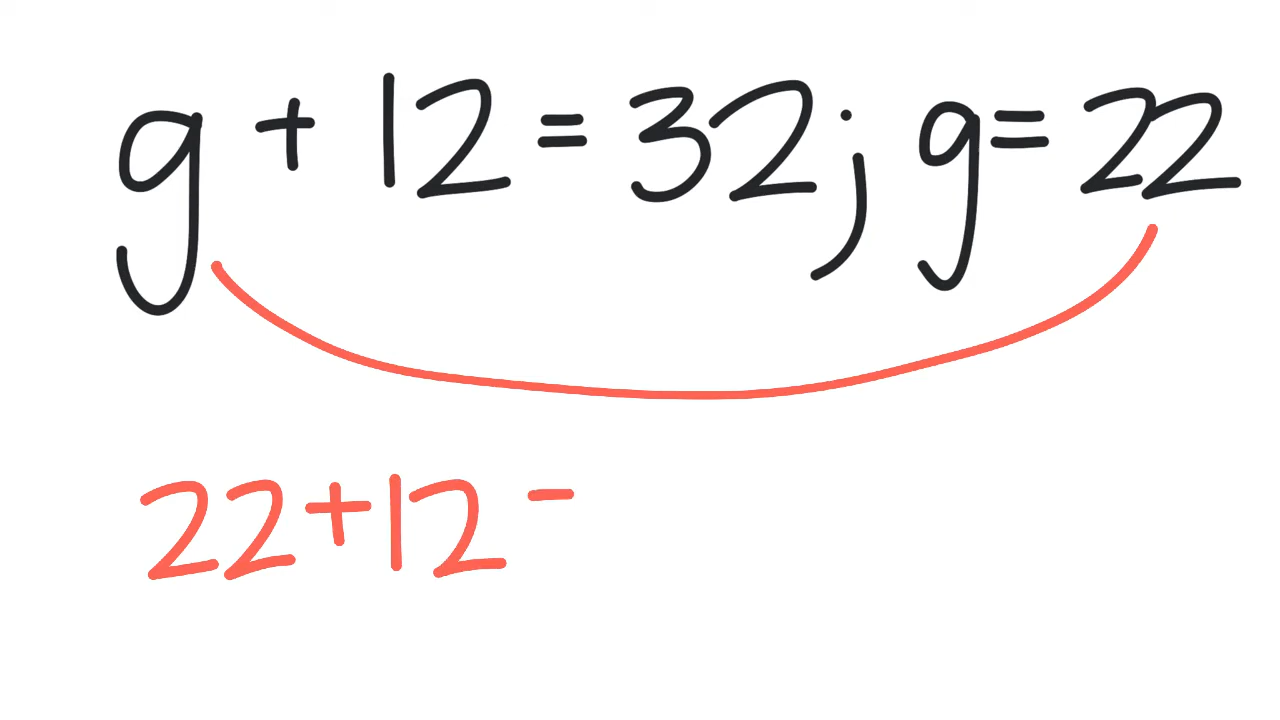 g + 12 = 32; g = 22
22 + 12 -